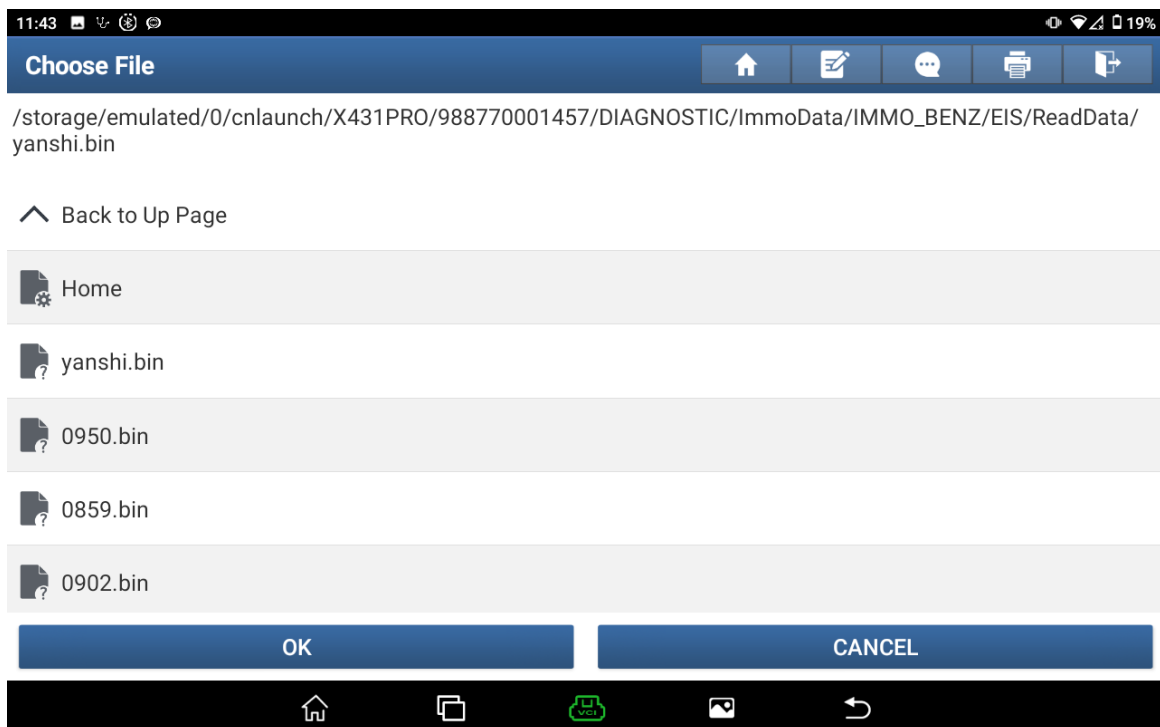 11:43
19%
Choose File
/storage/emulated/0/cnlaunch/X431PRO/988770001457/DIAGNOSTIC/ImmoData/IMMO_BENZ/EIS/ReadData/
yanshi.bin
Back to Up Page
Home
yanshi.bin
0950.bin
0859.bin
0902.bin
OK
CANCEL
VCI